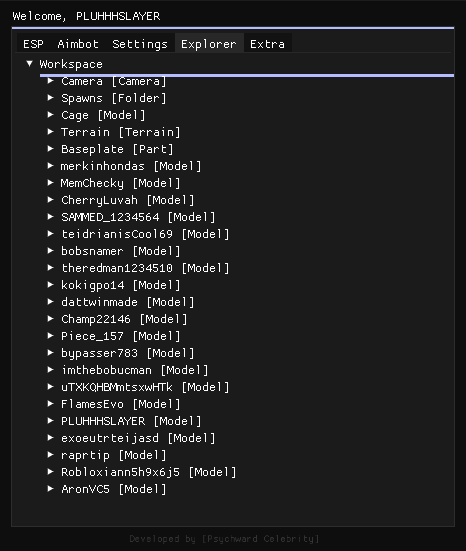 Welcome, PLUHHHSLAYER
ESP Aimbot Settings Explorer Extra
▼ Workspace
▶ Camera [Camera]
▶ Spawns [Folder]
▶ Cage [Model]
▶ Terrain [Terrain]
▶ Baseplate [Part]
▶ merkinhondas [Model]
▶ MemChecky [Model]
▶ CherryLuvah [Model]
▶ SAMMED_1234564 [Model]
▶ teidrianisCool69 [Model]
▶ bobsnamer [Model]
▶ theredman1234510 [Model]
▶ kokigpo14 [Model]
▶ dattwinmade [Model]
▶ Champ22146 [Model]
▶ Piece_157 [Model]
▶ bypasser783 [Model]
▶ imthebobucman [Model]
▶ uTXKQHBMmtsxwHTk [Model]
▶ FlamesEvo [Model]
▶ PLUHHHSLAYER [Model]
▶ exoeutrteijasd [Model]
▶ raprtip [Model]
▶ Robloxiann5h9x6j5 [Model]
▶ AronVC5 [Model]
Developed by [Psychward Celebrity]